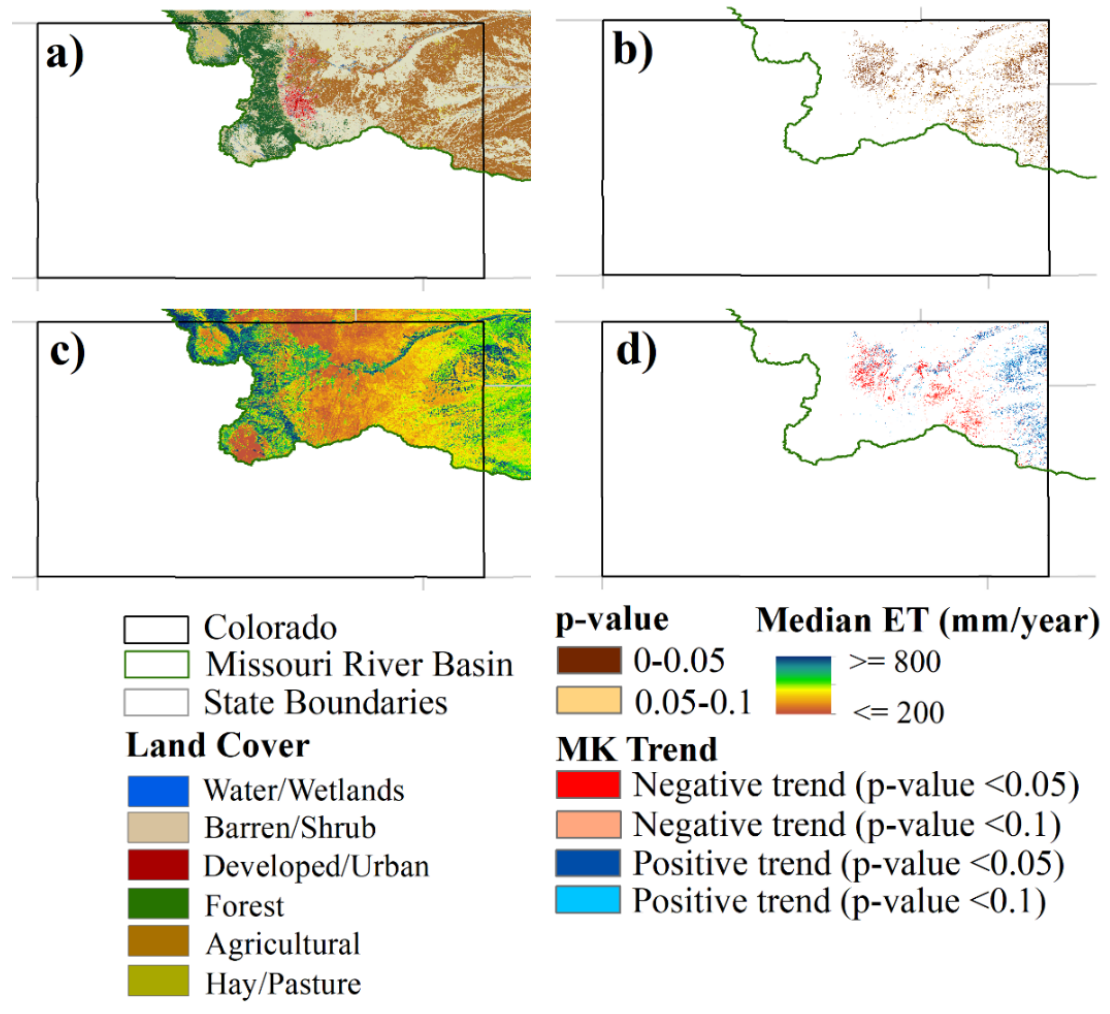 a)
b)
c)
d)
Colorado
Missouri River Basin
State Boundaries
Land Cover
Water/Wetlands
Barren/Shrub
Developed/Urban
Forest
Agricultural
Hay/Pasture
p-value
0-0.05
0.05-0.1
Median ET (mm/year)
>= 800
<= 200
MK Trend
Negative trend (p-value <0.05)
Negative trend (p-value <0.1)
Positive trend (p-value <0.05)
Positive trend (p-value <0.1)